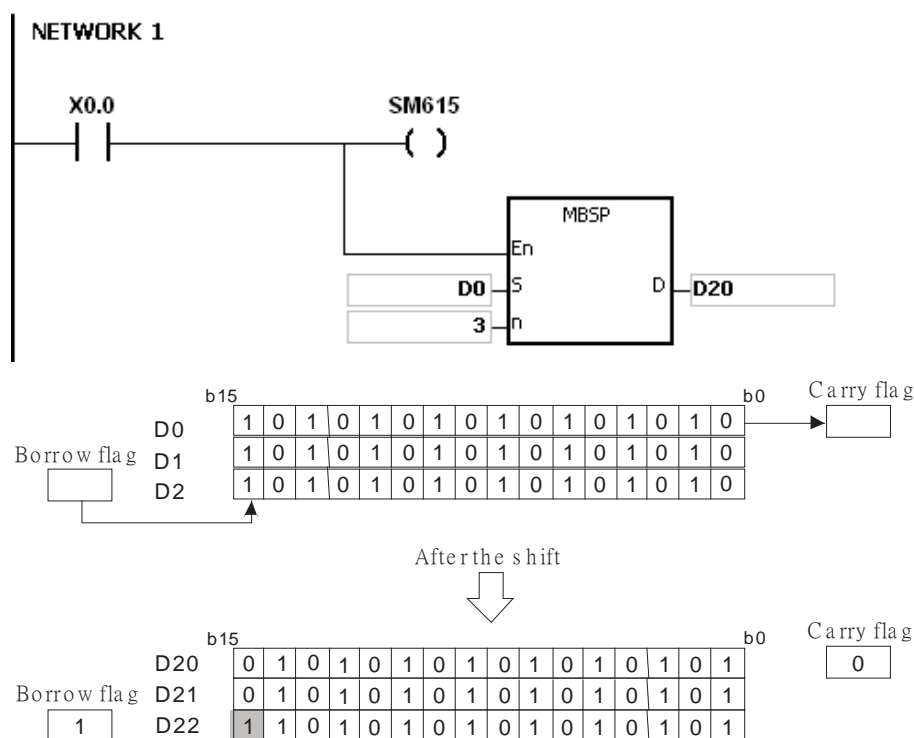 NETWORK 1
X0.0 SM615
MBSP
En
D0 S D D20
3 n
b15 b0 Carry flag
D0 1 0 1 0 1 0 1 0 1 0 1 0 1 0 1 0
Borrow flag D1 1 0 1 0 1 0 1 0 1 0 1 0 1 0 1 0
D2 1 0 1 0 1 0 1 0 1 0 1 0 1 0 1 0
After the shift
b15 b0 Carry flag
D20 0 1 0 1 0 1 0 1 0 1 0 1 0 1 0 1 0
Borrow flag D21 0 1 0 1 0 1 0 1 0 1 0 1 0 1 0 1
1 D22 1 1 0 1 0 1 0 1 0 1 0 1 0 1 0 1